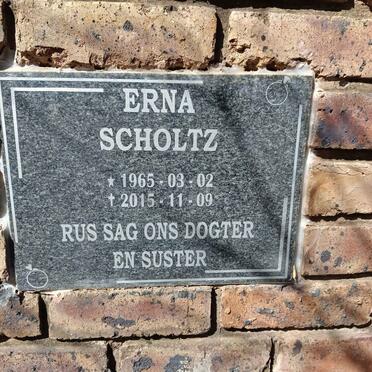 ERNA
SCHOLTZ
★ 1965 - 03 - 02
✝ 2015 - 11 - 09
RUS SAG ONS DOGTER
EN SUSTER